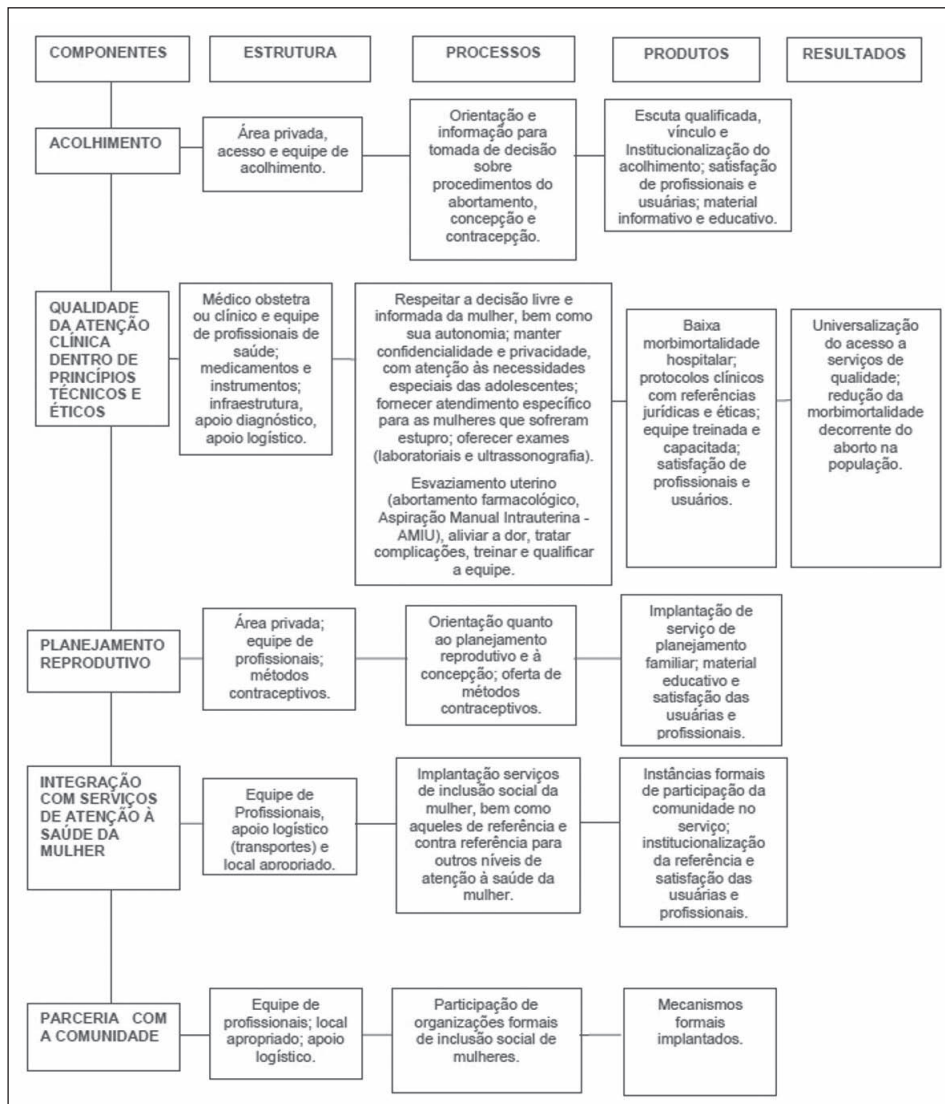 COMPONENTES
ESTRUTURA
PROCESSOS
PRODUTOS
RESULTADOS
ACOLHIMENTO
Área privada,
acesso e equipe de
acolhimento.
Orientação e
informação para
tomada de decisão
sobre
procedimentos do
abortamento,
concepção e
contracepção.
Escuta qualificada,
vínculo e
Institucionalização do
acolhimento; satisfação
de profissionais e
usuárias; material
informativo e educativo.
QUALIDADE
DA ATENÇÃO
CLÍNICA
DENTRO DE
PRINCÍPIOS
TÉCNICOS E
ÉTICOS
Médico obstetra
ou clínico e equipe
de profissionais de
saúde;
medicamentos e
instrumentos;
infraestrutura,
apoio diagnóstico,
apoio logístico.
Respeitar a decisão livre e
informada da mulher, bem como
sua autonomia; manter
confidencialidade e privacidade,
com atenção às necessidades
especiais das adolescentes;
fornecer atendimento específico
para as mulheres que sofreram
estupro; oferecer exames
(laboratoriais e ultrassonografia).
Esvaziamento uterino
(abortamento farmacológico,
Aspiração Manual Intrauterina -
AMIU), aliviar a dor, tratar
complicações, treinar e qualificar
a equipe.
Baixa
morbimortalidade
hospitalar;
protocolos clínicos
com referências
jurídicas e éticas;
equipe treinada e
capacitada;
satisfação de
profissionais e
usuários.
Universalização
do acesso a
serviços de
qualidade;
redução da
morbimortalidade
decorrente do
aborto na
população.
PLANEJAMENTO
REPRODUTIVO
Área privada;
equipe de
profissionais;
métodos
contraceptivos.
Orientação quanto
ao planejamento
reprodutivo e à
concepção; oferta de
métodos
contraceptivos.
Implantação de
serviço de
planejamento
familiar; material
educativo e
satisfação das
usuárias e
profissionais.
INTEGRAÇÃO
COM SERVIÇOS
DE ATENÇÃO À
SAÚDE DA
MULHER
Equipe de
Profissionais,
apoio logístico
(transportes) e
local apropriado.
Implantação serviços
de inclusão social da
mulher, bem como
aqueles de referência e
contra referência para
outros níveis de
atenção à saúde da
mulher.
Instâncias formais
de participação da
comunidade no
serviço;
institucionalização
da referência e
satisfação das
usuárias e
profissionais.
PARCERIA COM
A COMUNIDADE
Equipe de
profissionais; local
apropriado; apoio
logístico.
Participação de
organizações formais
de inclusão social de
mulheres.
Mecanismos
formais
implantados.